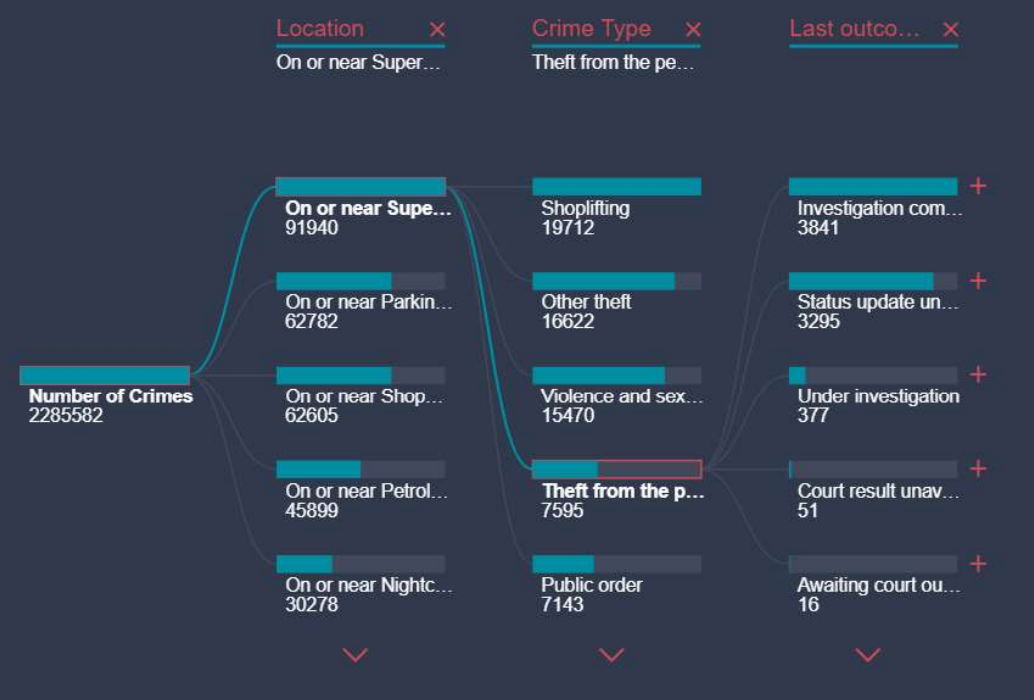 Location
Crime Type
Last outco...
On or near Super...
Theft from the pe...
On or near Supe...
91940
Shoplifting
19712
Investigation com...
3841
On or near Parkin...
62782
Other theft
16622
Status update un...
3295
Number of Crimes
2285582
On or near Shop...
62605
Violence and sex...
15470
Under investigation
377
On or near Petrol...
45899
Theft from the p...
7595
Court result unav...
51
On or near Nightc...
30278
Public order
7143
Awaiting court ou...
16